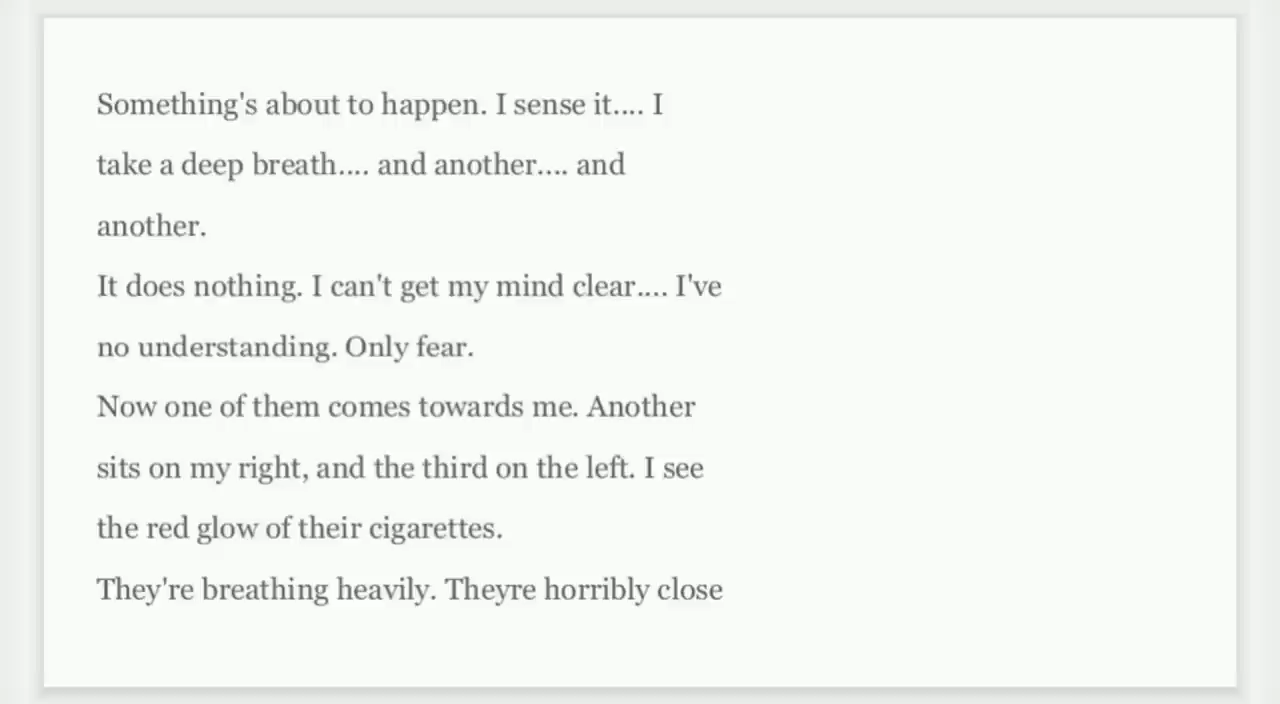 Something's about to happen. I sense it.... I
take a deep breath.... and another.... and
another.
It does nothing. I can't get my mind clear.... I've
no understanding. Only fear.
Now one of them comes towards me. Another
sits on my right, and the third on the left. I see
the red glow of their cigarettes.
They're breathing heavily. Theyre horribly close